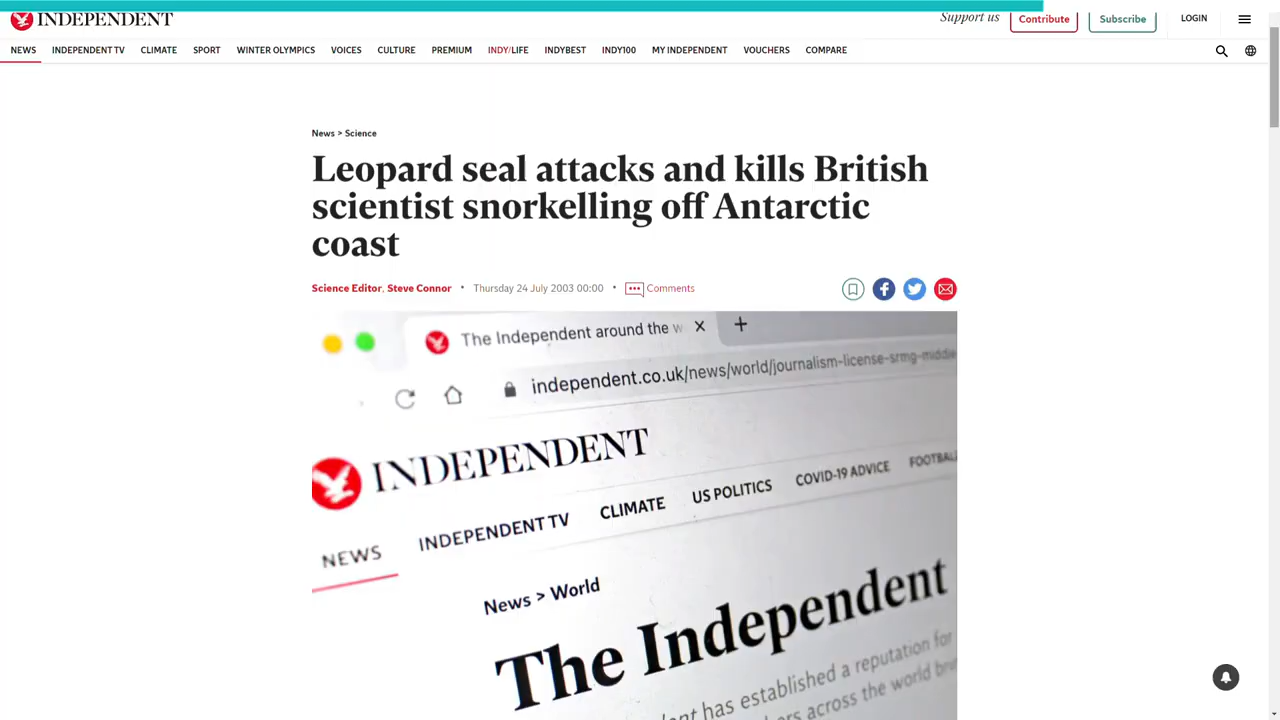 INDEPENDENT
Support us
Contribute
Subscribe
LOGIN
NEWS INDEPENDENT TV CLIMATE SPORT WINTER OLYMPICS VOICES CULTURE PREMIUM INDY/LIFE INDYBEST INDY100 MY INDEPENDENT VOUCHERS COMPARE
News > Science
Leopard seal attacks and kills British
scientist snorkelling off Antarctic
coast
Science Editor, Steve Connor • Thursday 24 July 2003 00:00 • Comments
The Independent around the w
independent.co.uk/news/world/journalism-license-srmg-middle
INDEPENDENT
NEWS INDEPENDENT TV CLIMATE US POLITICS COVID-19 ADVICE FOOTBAL
News > World
The Independent
has established a reputation for
across the world